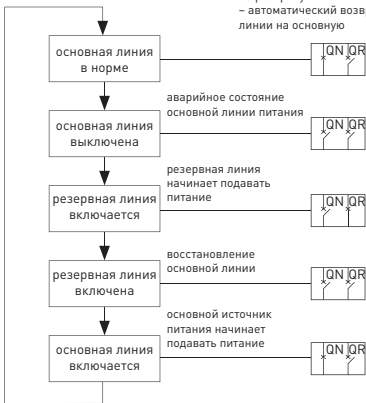 – автоматический возв
линии на основную
основная линия
в норме
QN QR
аварийное состояние
основной линии питания
основная линия
выключена
QN QR
резервная линия
начинает подавать
питание
резервная линия
включается
QN QR
восстановление
основной линии
резервная линия
включена
QN QR
основной источник
питания начинает
подавать питание
основная линия
включается
QN QR